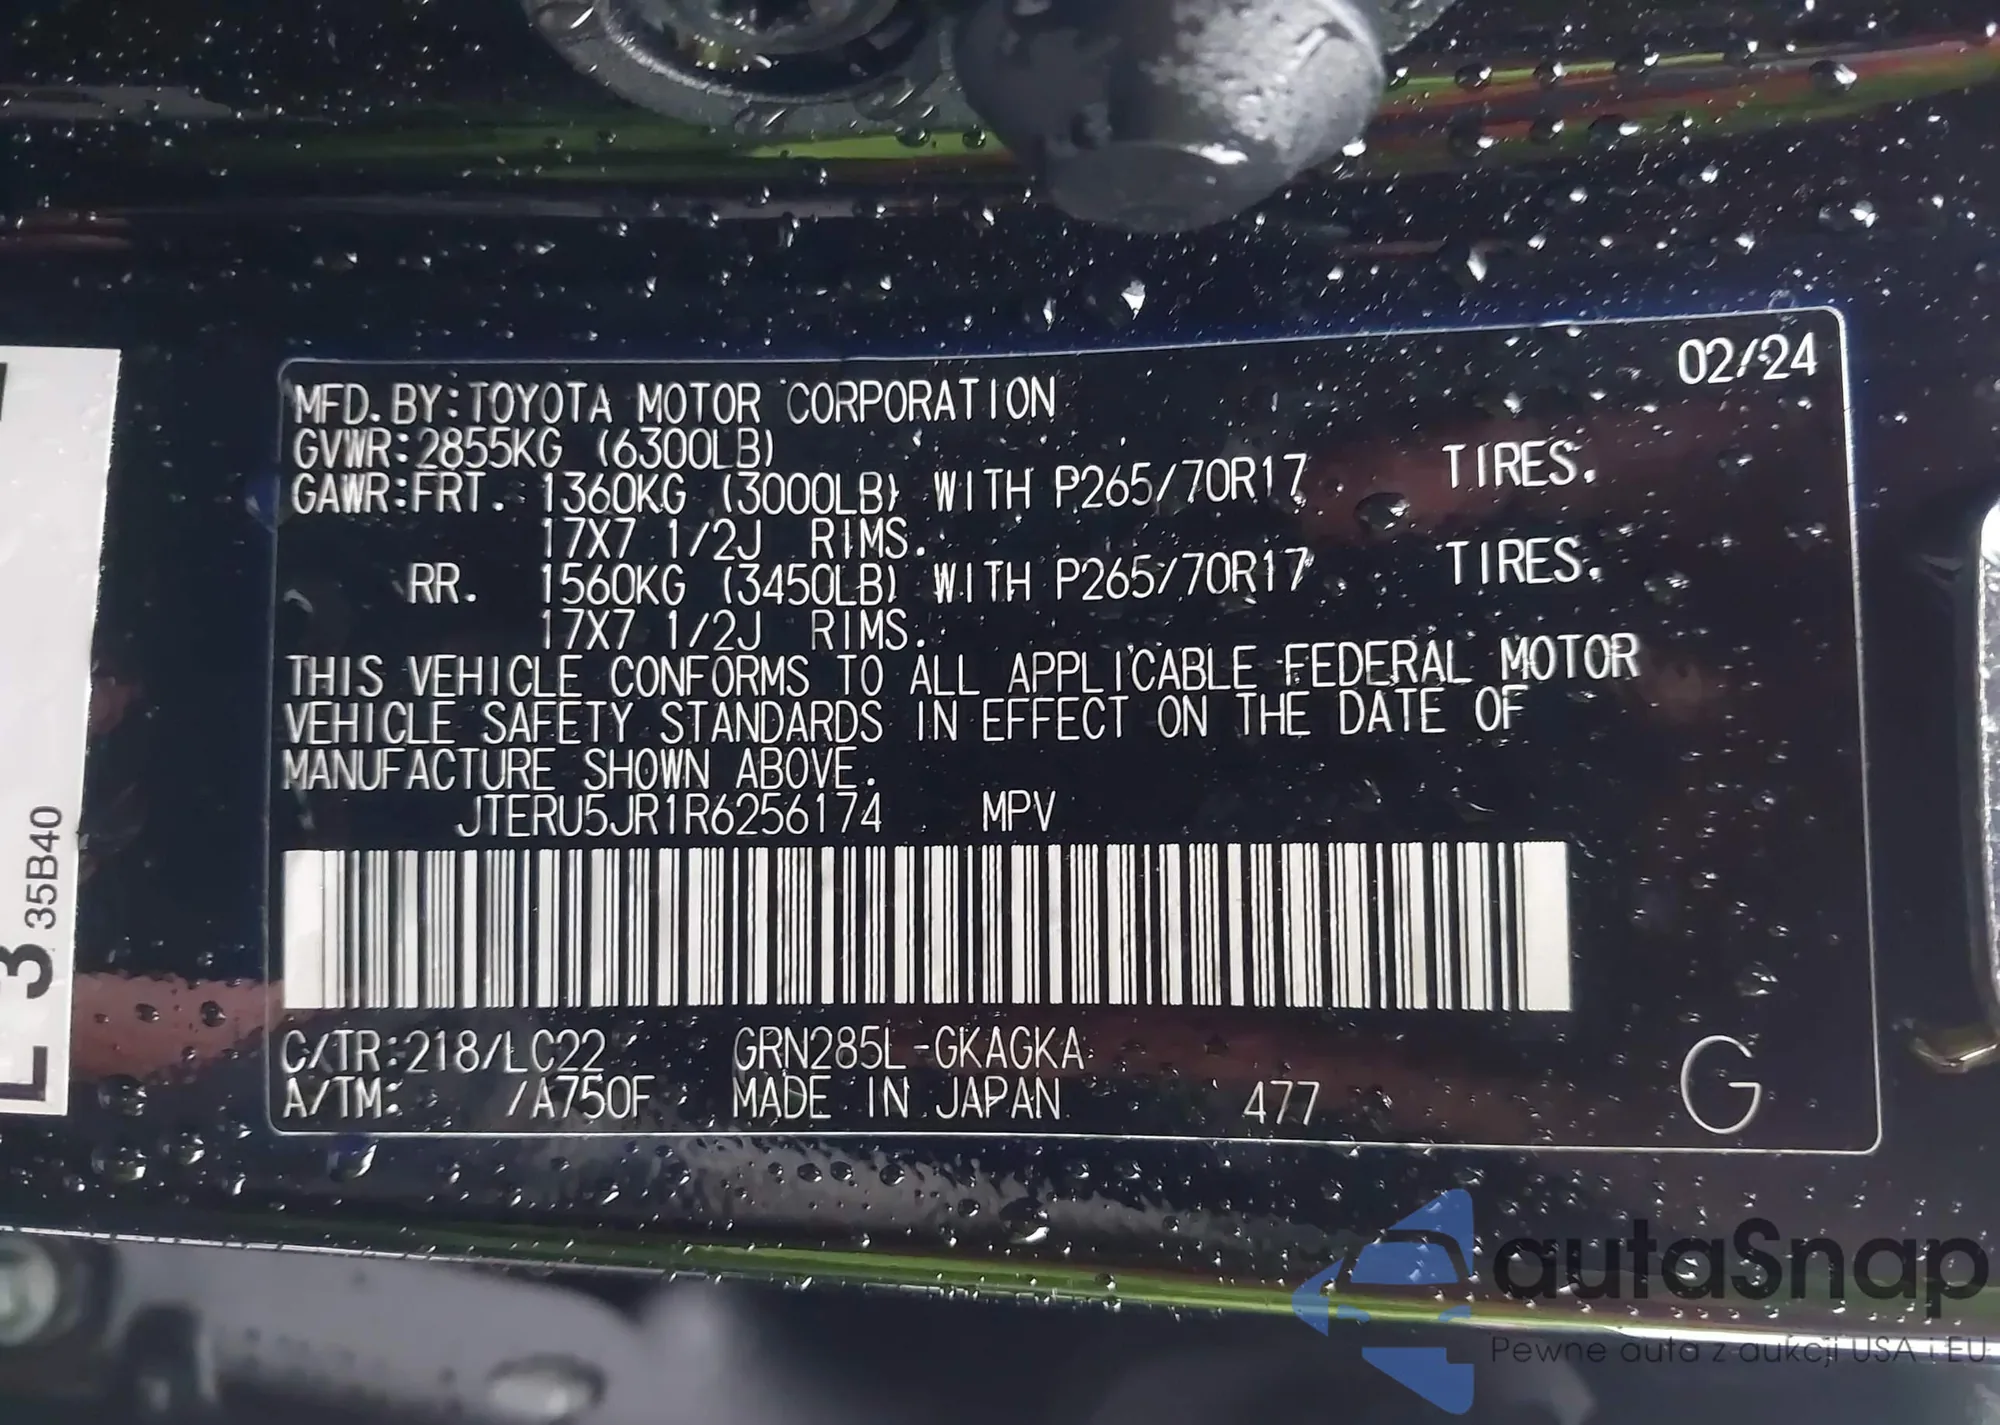 02/24
MFD.BY:TOYOTA MOTOR CORPORATION
GVWR:2855KG (6300LB)
GAWR:FRT. 1360KG (3000LB) WITH P265/70R17 TIRES.
17X7 1/2J RIMS.
RR. 1560KG (3450LB) WITH P265/70R17 TIRES.
17X7 1/2J RIMS.
THIS VEHICLE CONFORMS TO ALL APPLICABLE FEDERAL MOTOR
VEHICLE SAFETY STANDARDS IN EFFECT ON THE DATE OF
MANUFACTURE SHOWN ABOVE.
JTERU5JR1R6256174 MPV
C/TR:218/LC22 GRN285L-GKAGKA
A/TM: /A750F MADE IN JAPAN 477
G
35B40
3
autaSnap
Pewne auta z aukcji USA i EU